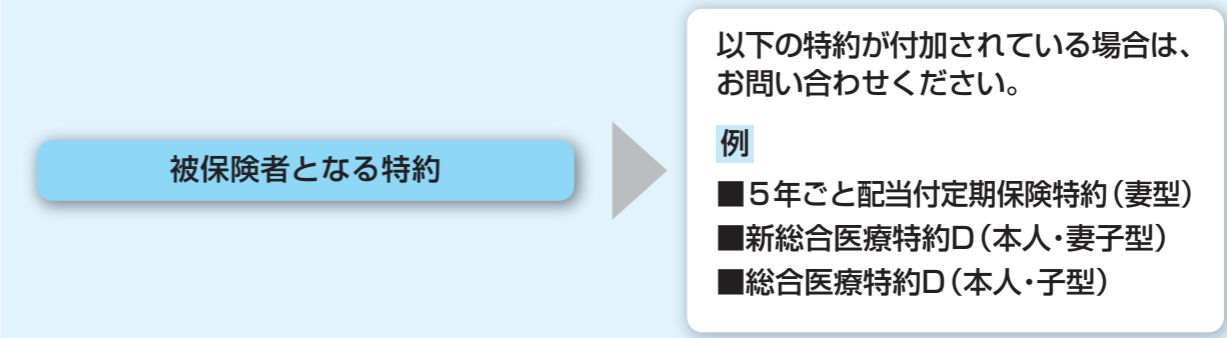 被保険者となる特約
以下の特約が付加されている場合は、
お問い合わせください。
例
■5年ごと配当付定期保険特約(妻型)
■新総合医療特約D(本人・妻子型)
■総合医療特約D(本人・子型)